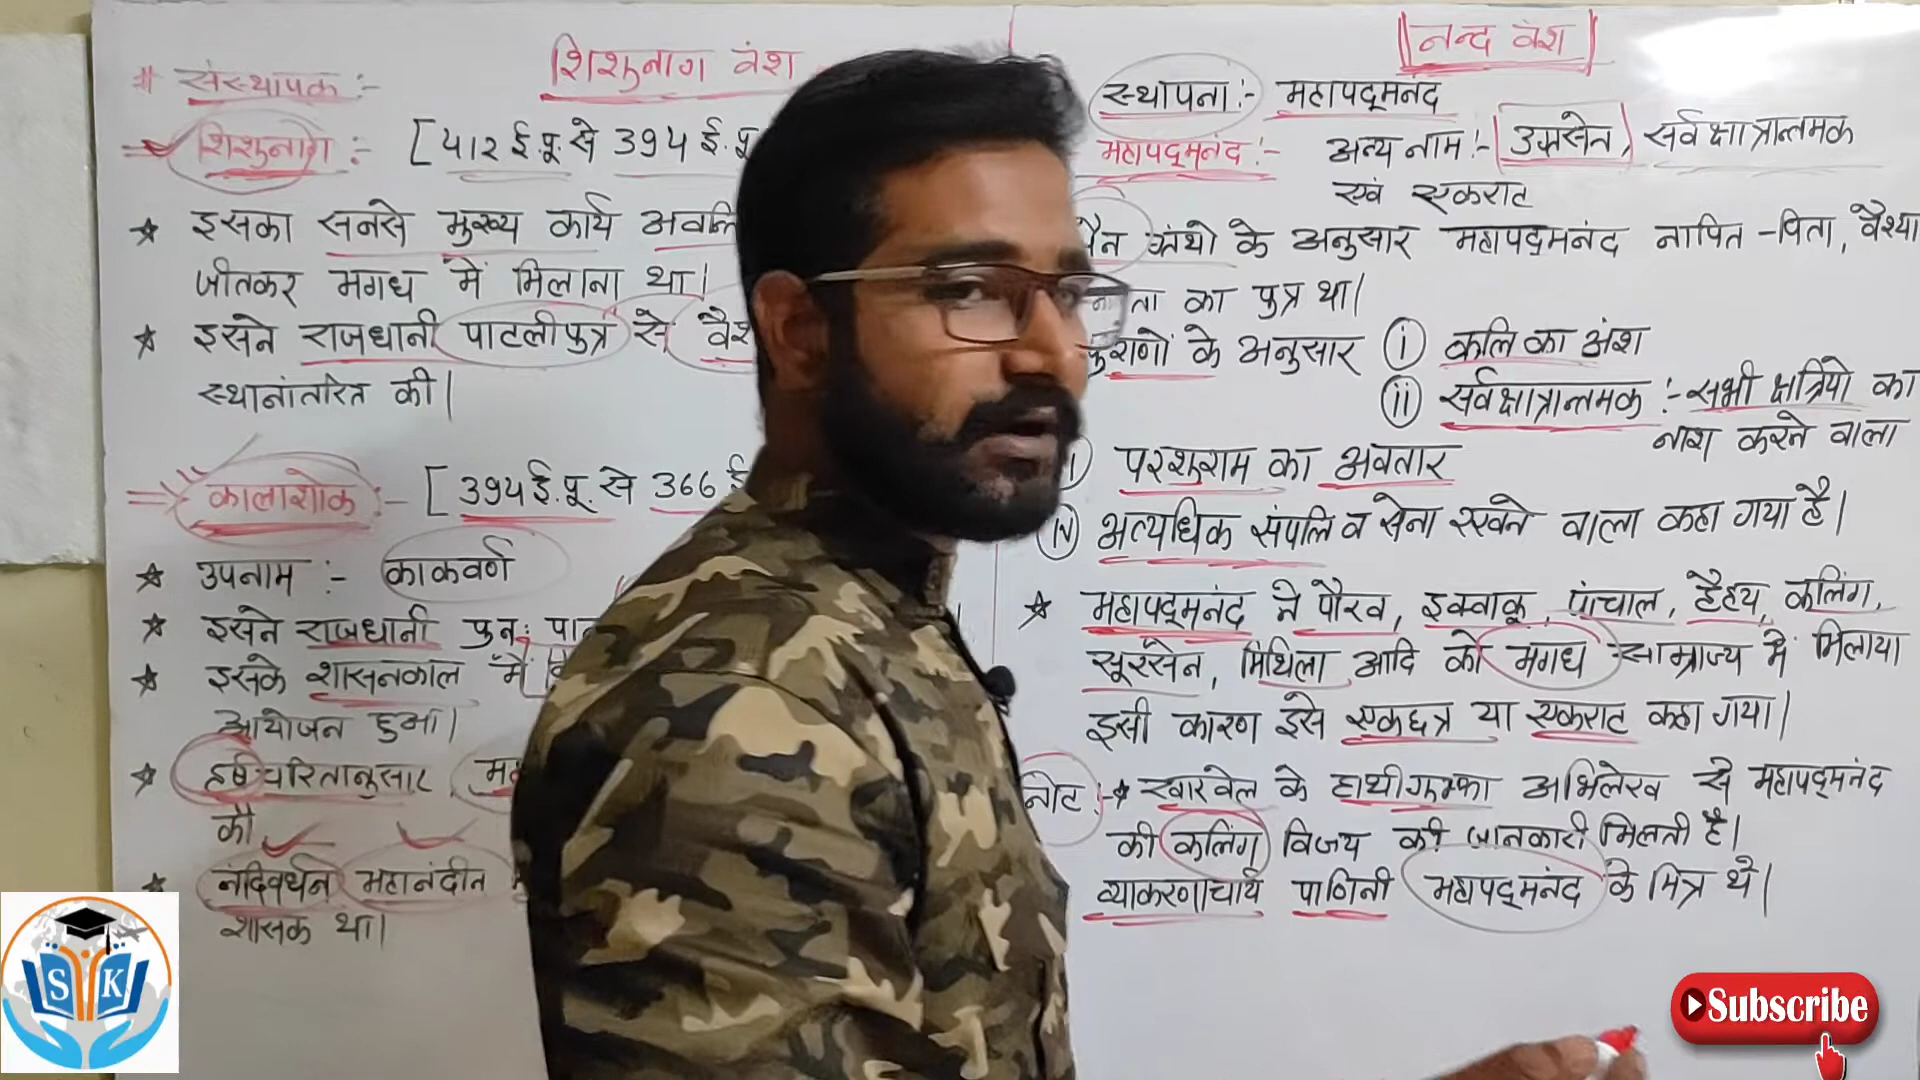 शिशुनाग वंश
# संस्थापक :-
शिशुनाग :- [412 ई.पू. से 394 ई.पू
* इसका सबसे मुख्य कार्य अवन्ति
जीतकर मगध में मिलाना था।
* इसने राजधानी पाटलीपुत्र से वैश
स्थानांतरित की।
कालाशोक :- [394 ई.पू. से 366 ई
* उपनाम :- काकवर्ण
* इसने राजधानी पुनः पा
* इसके शासनकाल में
आयोजन हुआ।
* हर्षचरितानुसार,
की
* नंदिवर्धन महानंदीन
शासक था।
नन्द वंश
स्थापना :- महापद्मनंद
महापद्मनंद :- अन्य नाम :- उग्रसेन, सर्वक्षात्रान्तमक
एवं एकराट
जैन ग्रंथो के अनुसार महापद्मनंद नापित-पिता, वैश्या
माता का पुत्र था।
पुराणों के अनुसार (i) कलि का अंश
(ii) सर्वक्षात्रान्तमक :- सभी क्षत्रियो का
नाश करने वाला
परशुराम का अवतार
(iv) अत्यधिक संपत्ति व सेना रखने वाला कहा गया है।
* महापद्मनंद ने पौरव, इक्वाकू, पांचाल, हैहय, कलिंग,
सूरसेन, मिथिला आदि को मगध साम्राज्य में मिलाया
इसी कारण इसे एकछत्र या एकराट कहा गया।
नोट :- * खारवेल के हाथीगुम्फा अभिलेख से महापद्मनंद
की कलिंग विजय की जानकारी मिलती है।
व्याकरणाचार्य पाणिनी महापद्मनंद के मित्र थे।
SK
Subscribe